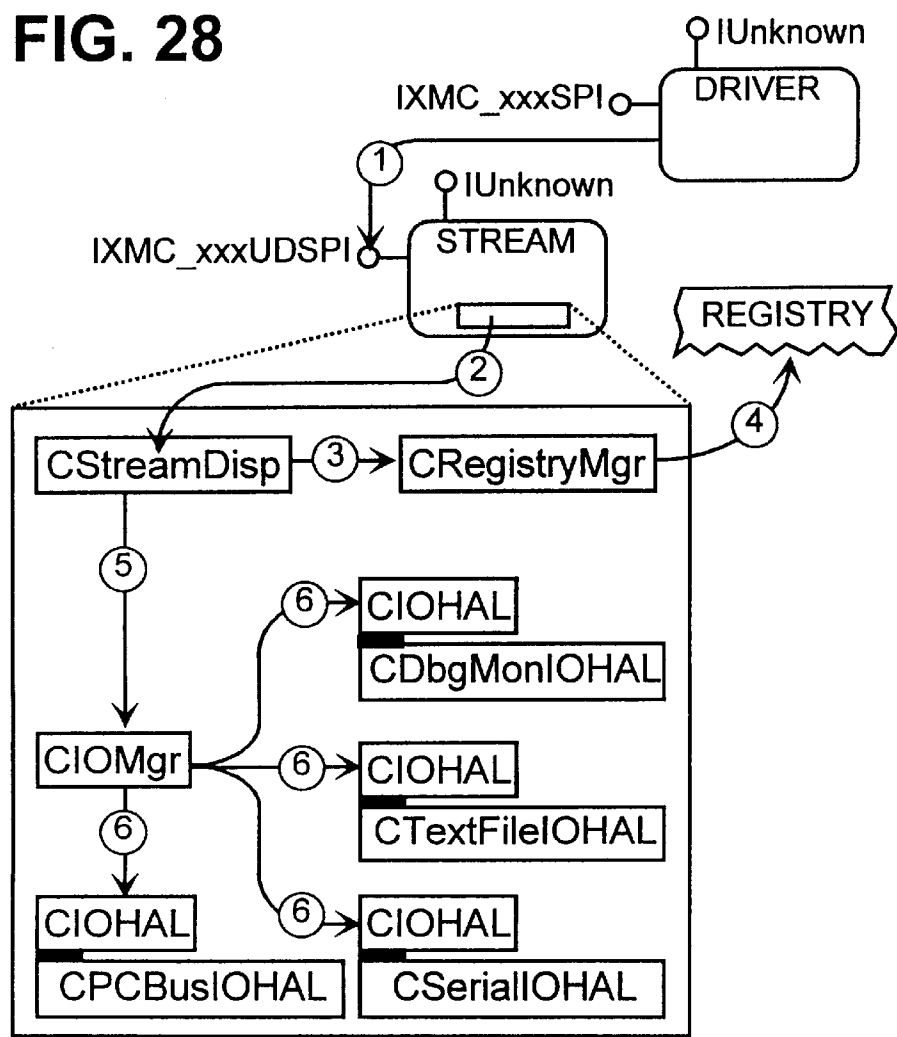 FIG. 28
IUnknown
DRIVER
IXMC_xxxSPI
1
IUnknown
IXMC_xxxUDSPI
STREAM
REGISTRY
2
4
CStreamDisp
3
CRegistryMgr
5
6
CIOHAL
CDbgMonIOHAL
CIOMgr
6
CIOHAL
CTextFileIOHAL
6
6
CIOHAL
CPCBusIOHAL
CIOHAL
CSerialIOHAL